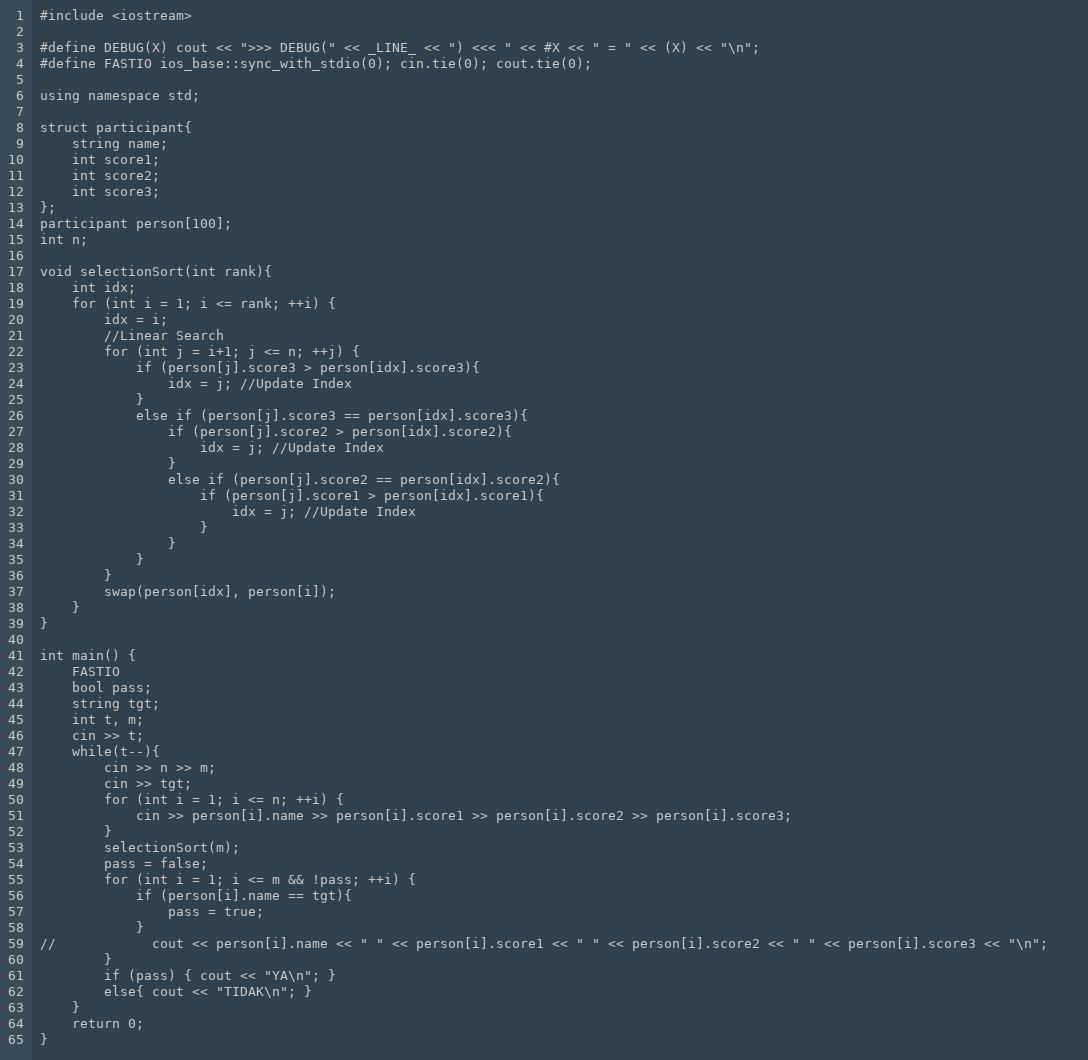 1 #include <iostream>
2
3 #define DEBUG(X) cout << ">>> DEBUG(" << _LINE_ << ") <<< " << #X << " = " << (X) << "\n";
4 #define FASTIO ios_base::sync_with_stdio(0); cin.tie(0); cout.tie(0);
5
6 using namespace std;
7
8 struct participant{
9     string name;
10     int score1;
11     int score2;
12     int score3;
13 };
14 participant person[100];
15 int n;
16
17 void selectionSort(int rank){
18     int idx;
19     for (int i = 1; i <= rank; ++i) {
20         idx = i;
21         //Linear Search
22         for (int j = i+1; j <= n; ++j) {
23             if (person[j].score3 > person[idx].score3){
24                 idx = j; //Update Index
25             }
26             else if (person[j].score3 == person[idx].score3){
27                 if (person[j].score2 > person[idx].score2){
28                     idx = j; //Update Index
29                 }
30                 else if (person[j].score2 == person[idx].score2){
31                     if (person[j].score1 > person[idx].score1){
32                         idx = j; //Update Index
33                     }
34                 }
35             }
36         }
37         swap(person[idx], person[i]);
38     }
39 }
40
41 int main() {
42     FASTIO
43     bool pass;
44     string tgt;
45     int t, m;
46     cin >> t;
47     while(t--){
48         cin >> n >> m;
49         cin >> tgt;
50         for (int i = 1; i <= n; ++i) {
51             cin >> person[i].name >> person[i].score1 >> person[i].score2 >> person[i].score3;
52         }
53         selectionSort(m);
54         pass = false;
55         for (int i = 1; i <= m && !pass; ++i) {
56             if (person[i].name == tgt){
57                 pass = true;
58             }
59 //            cout << person[i].name << " " << person[i].score1 << " " << person[i].score2 << " " << person[i].score3 << "\n";
60         }
61         if (pass) { cout << "YA\n"; }
62         else{ cout << "TIDAK\n"; }
63     }
64     return 0;
65 }